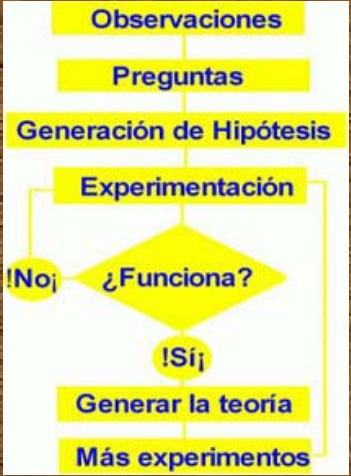 Observaciones
Preguntas
Generación de Hipótesis
Experimentación
¿Funciona?
!No¡
!Sí¡
Generar la teoría
Más experimentos